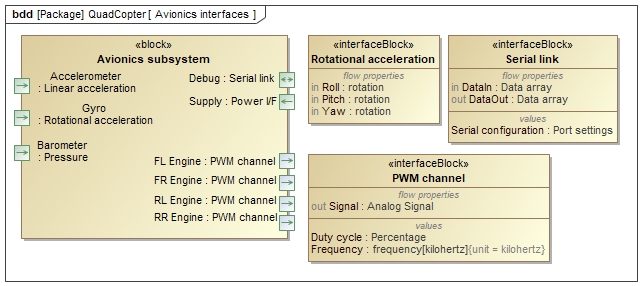 bdd [Package] QuadCopter [ Avionics interfaces ]
«block»
Avionics subsystem
Accelerometer
: Linear acceleration
Gyro
: Rotational acceleration
Barometer
: Pressure
Debug : Serial link
Supply : Power I/F
FL Engine : PWM channel
FR Engine : PWM channel
RL Engine : PWM channel
RR Engine : PWM channel
«interfaceBlock»
Rotational acceleration
flow properties
in Roll : rotation
in Pitch : rotation
in Yaw : rotation
«interfaceBlock»
Serial link
flow properties
in DataIn : Data array
out DataOut : Data array
values
Serial configuration : Port settings
«interfaceBlock»
PWM channel
flow properties
out Signal : Analog Signal
values
Duty cycle : Percentage
Frequency : frequency[kilohertz]{unit = kilohertz}